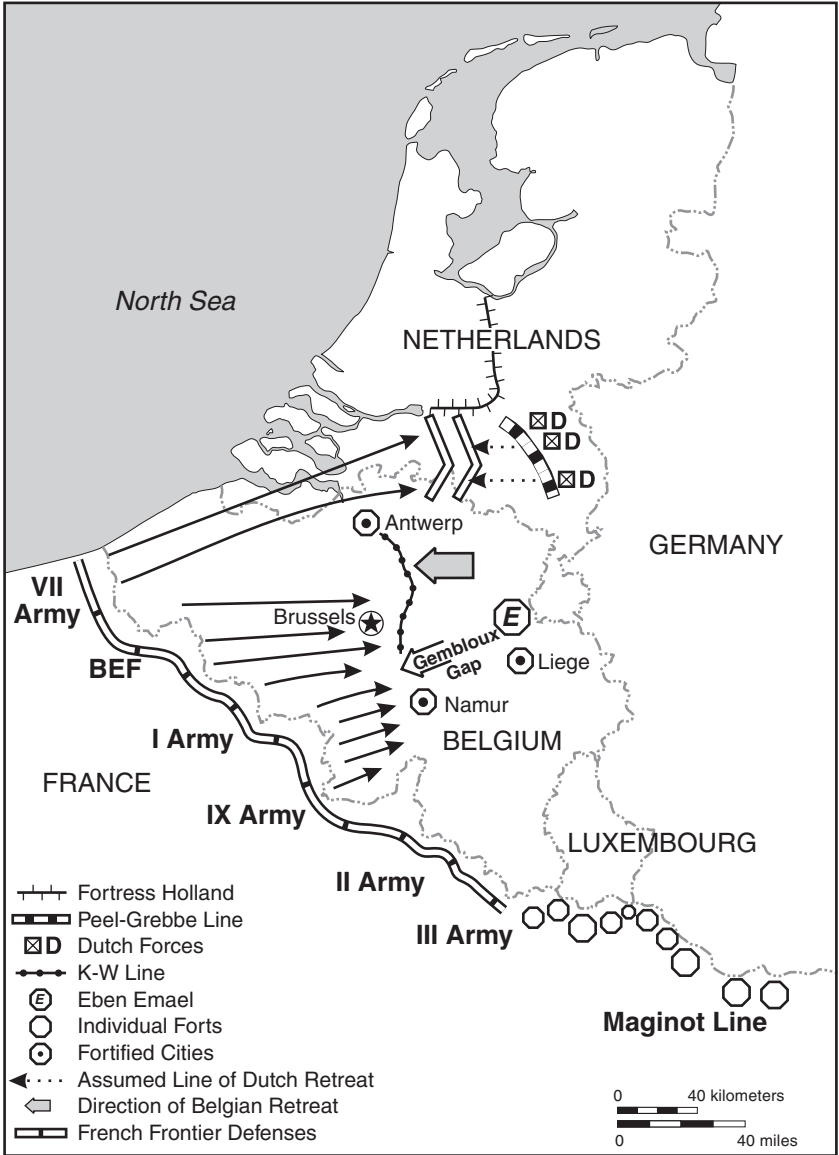 North Sea
NETHERLANDS
D
D
D
Antwerp
GERMANY
VII
Army
Brussels
E
BEF
Gembloux
Gap
Liege
Namur
I Army
BELGIUM
FRANCE
IX Army
LUXEMBOURG
II Army
III Army
Maginot Line
Fortress Holland
Peel-Grebbe Line
D Dutch Forces
K-W Line
E Eben Emael
Individual Forts
Fortified Cities
Assumed Line of Dutch Retreat
Direction of Belgian Retreat
French Frontier Defenses
0 40 kilometers
0 40 miles